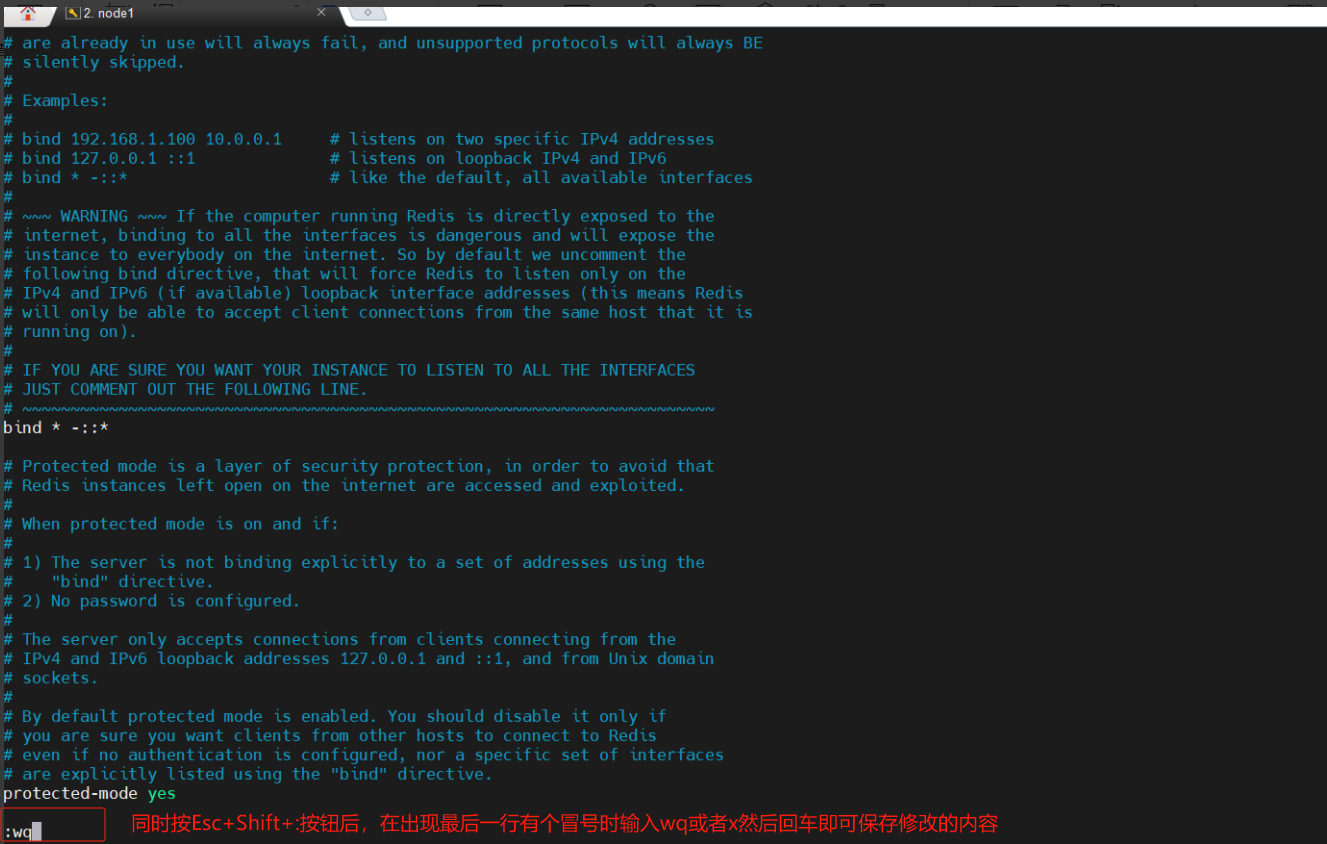 2. node1
# are already in use will always fail, and unsupported protocols will always BE
# silently skipped.
#
# Examples:
#
# bind 192.168.1.100 10.0.0.1     # listens on two specific IPv4 addresses
# bind 127.0.0.1 ::1              # listens on loopback IPv4 and IPv6
# bind * -::*                     # like the default, all available interfaces
#
# ~~~ WARNING ~~~ If the computer running Redis is directly exposed to the
# internet, binding to all the interfaces is dangerous and will expose the
# instance to everybody on the internet. So by default we uncomment the
# following bind directive, that will force Redis to listen only on the
# IPv4 and IPv6 (if available) loopback interface addresses (this means Redis
# will only be able to accept client connections from the same host that it is
# running on).
#
# IF YOU ARE SURE YOU WANT YOUR INSTANCE TO LISTEN TO ALL THE INTERFACES
# JUST COMMENT OUT THE FOLLOWING LINE.
# ~~~~~~~~~~~~~~~~~~~~~~~~~~~~~~~~~~~~~~~~~~~~~~~~~~~~~~~~~~~~~~~~~~~~~~~~
bind * -::*
# Protected mode is a layer of security protection, in order to avoid that
# Redis instances left open on the internet are accessed and exploited.
#
# When protected mode is on and if:
#
# 1) The server is not binding explicitly to a set of addresses using the
#    "bind" directive.
# 2) No password is configured.
#
# The server only accepts connections from clients connecting from the
# IPv4 and IPv6 loopback addresses 127.0.0.1 and ::1, and from Unix domain
# sockets.
#
# By default protected mode is enabled. You should disable it only if
# you are sure you want clients from other hosts to connect to Redis
# even if no authentication is configured, nor a specific set of interfaces
# are explicitly listed using the "bind" directive.
protected-mode yes
:wq 同时按Esc+Shift+:按钮后，在出现最后一行有个冒号时输入wq或者x然后回车即可保存修改的内容